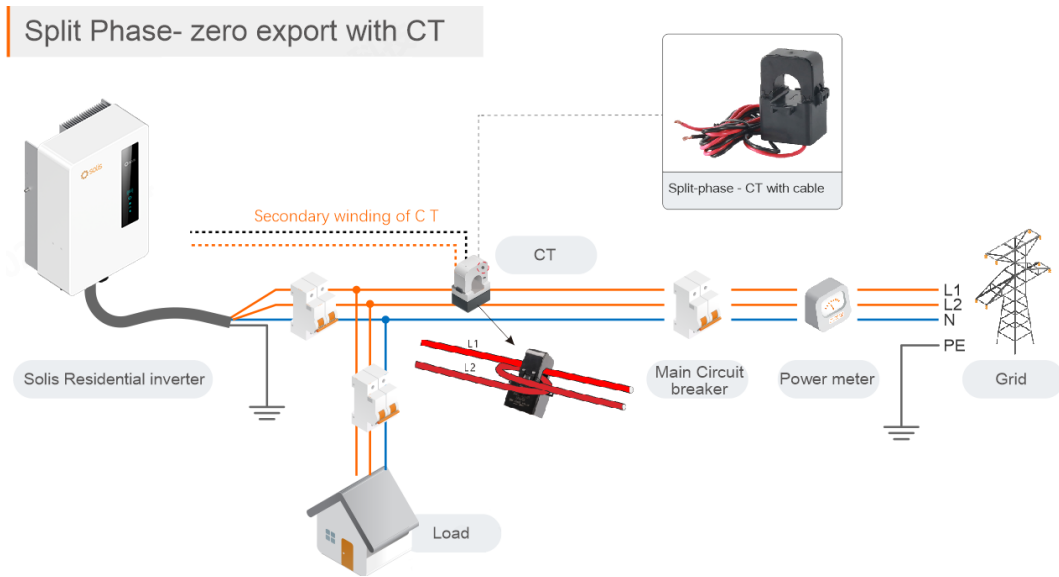 Split Phase- zero export with CT
solis
Split-phase - CT with cable
Secondary winding of C T
CT
L1
L2
N
PE
L1
L2
Solis Residential inverter
Main Circuit
breaker
Power meter
Grid
Load